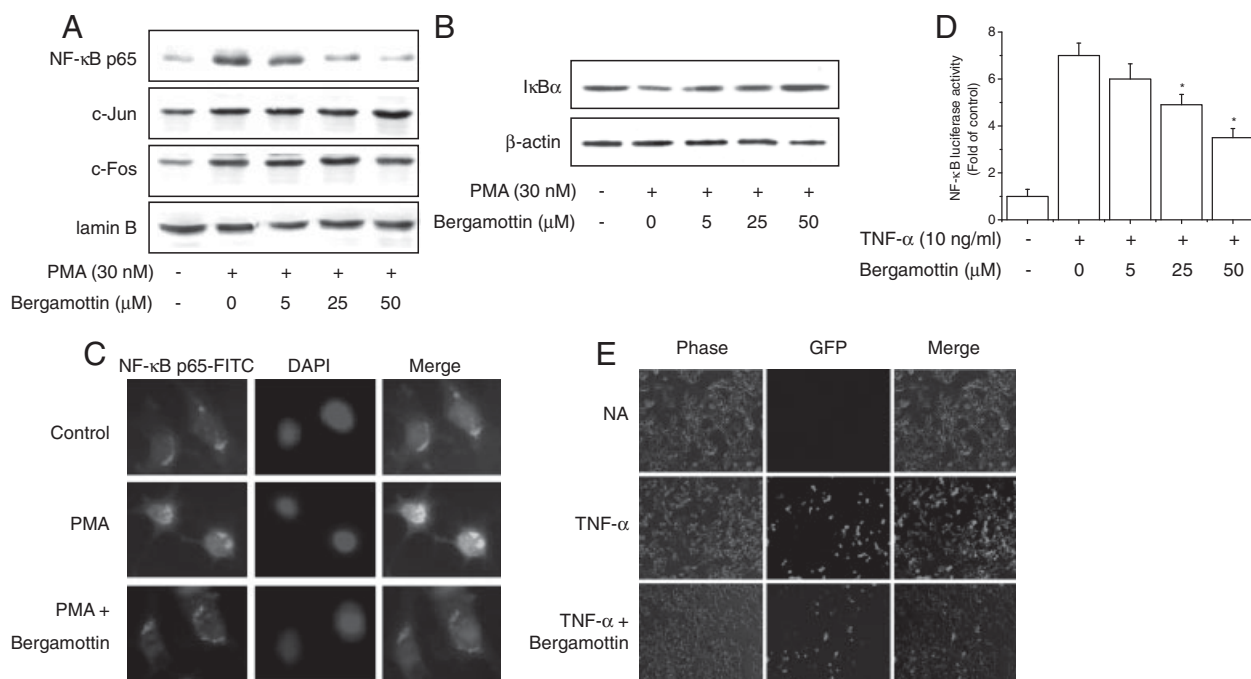 A
NF-κB p65
c-Jun
c-Fos
lamin B
PMA (30 nM) - + + + +
Bergamottin (μM) - 0 5 25 50
B
IκBα
β-actin
PMA (30 nM) - + + + +
Bergamottin (μM) - 0 5 25 50
D
NF-κB luciferase activity
(Fold of control)
8
6
4
2
0
* *
TNF-α (10 ng/ml) - + + + +
Bergamottin (μM) - 0 5 25 50
C
NF-κB p65-FITC DAPI Merge
Control
PMA
PMA +
Bergamottin
E
Phase GFP Merge
NA
TNF-α
TNF-α +
Bergamottin